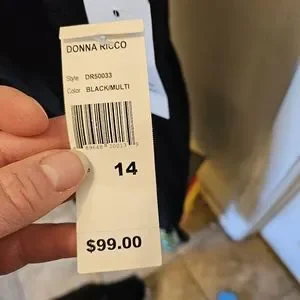 DONNA RICCO
Style: DR50033
Color: BLACK/MULTI
14
$99.00